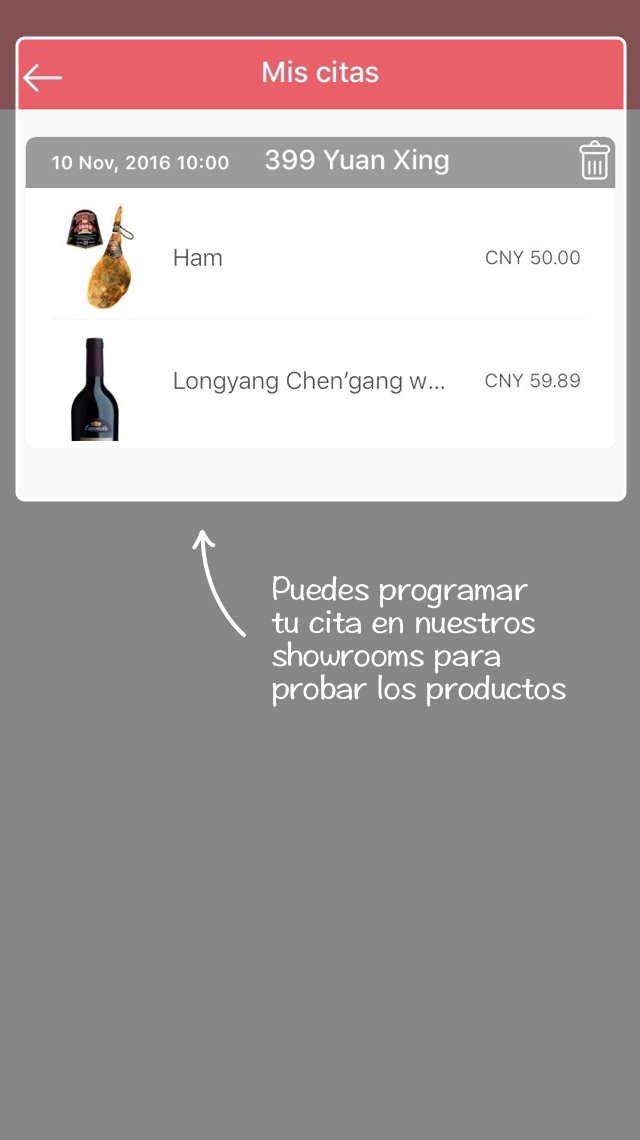 Mis citas
10 Nov, 2016 10:00 399 Yuan Xing
Ham CNY 50.00
Longyang Chen’gang w... CNY 59.89
Puedes programar
tu cita en nuestros
showrooms para
probar los productos